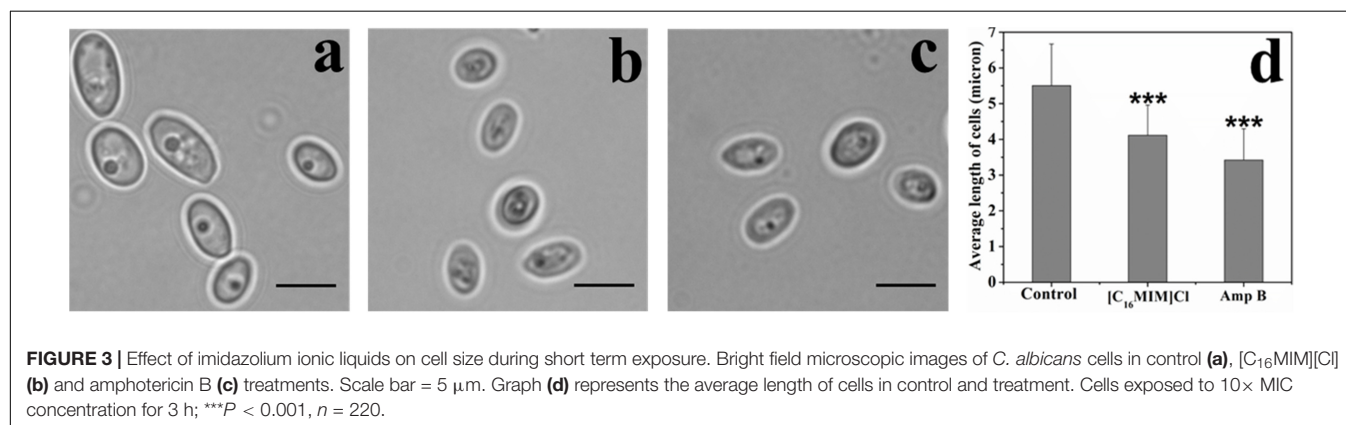 a
b
c
d
Average length of cells (micron)
7
6
5
4
3
2
1
0
***
***
Control
[C₁₆MIM]Cl
Amp B
FIGURE 3 | Effect of imidazolium ionic liquids on cell size during short term exposure. Bright field microscopic images of C. albicans cells in control (a), [C₁₆MIM][Cl]
(b) and amphotericin B (c) treatments. Scale bar = 5 μm. Graph (d) represents the average length of cells in control and treatment. Cells exposed to 10× MIC
concentration for 3 h; ***P < 0.001, n = 220.